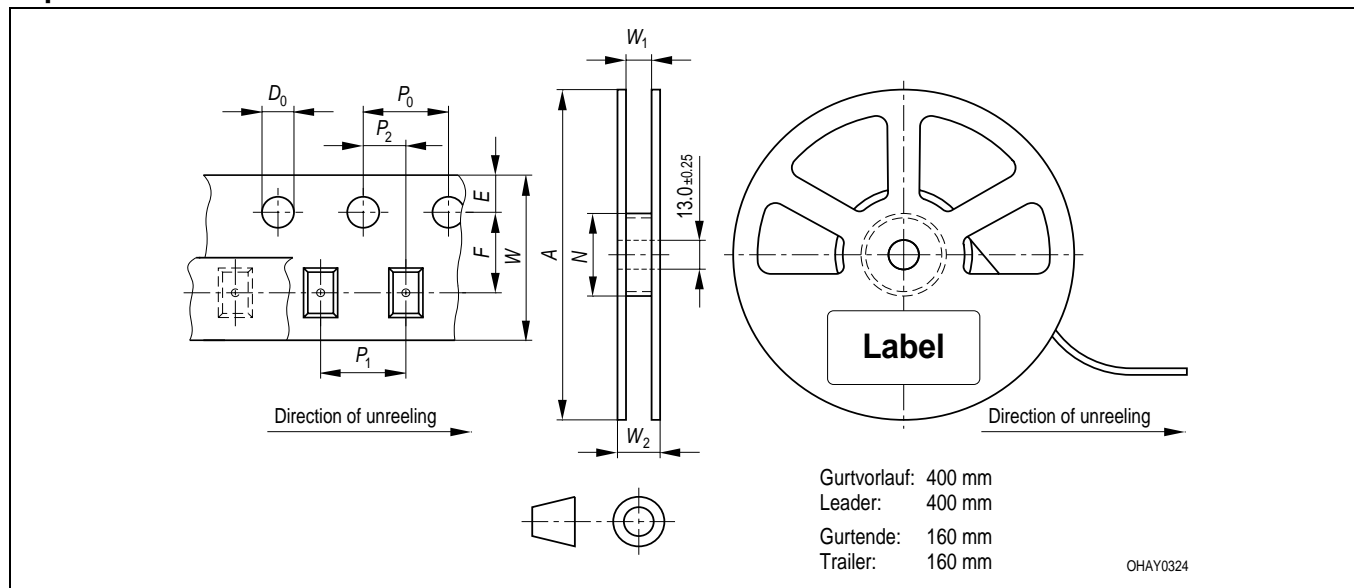 W1
D0
P0
P2
E
F
W
A
N
13.0±0.25
Label
P1
Direction of unreeling
W2
Direction of unreeling
Gurtvorlauf: 400 mm
Leader: 400 mm
Gurtende: 160 mm
Trailer: 160 mm
OHAY0324